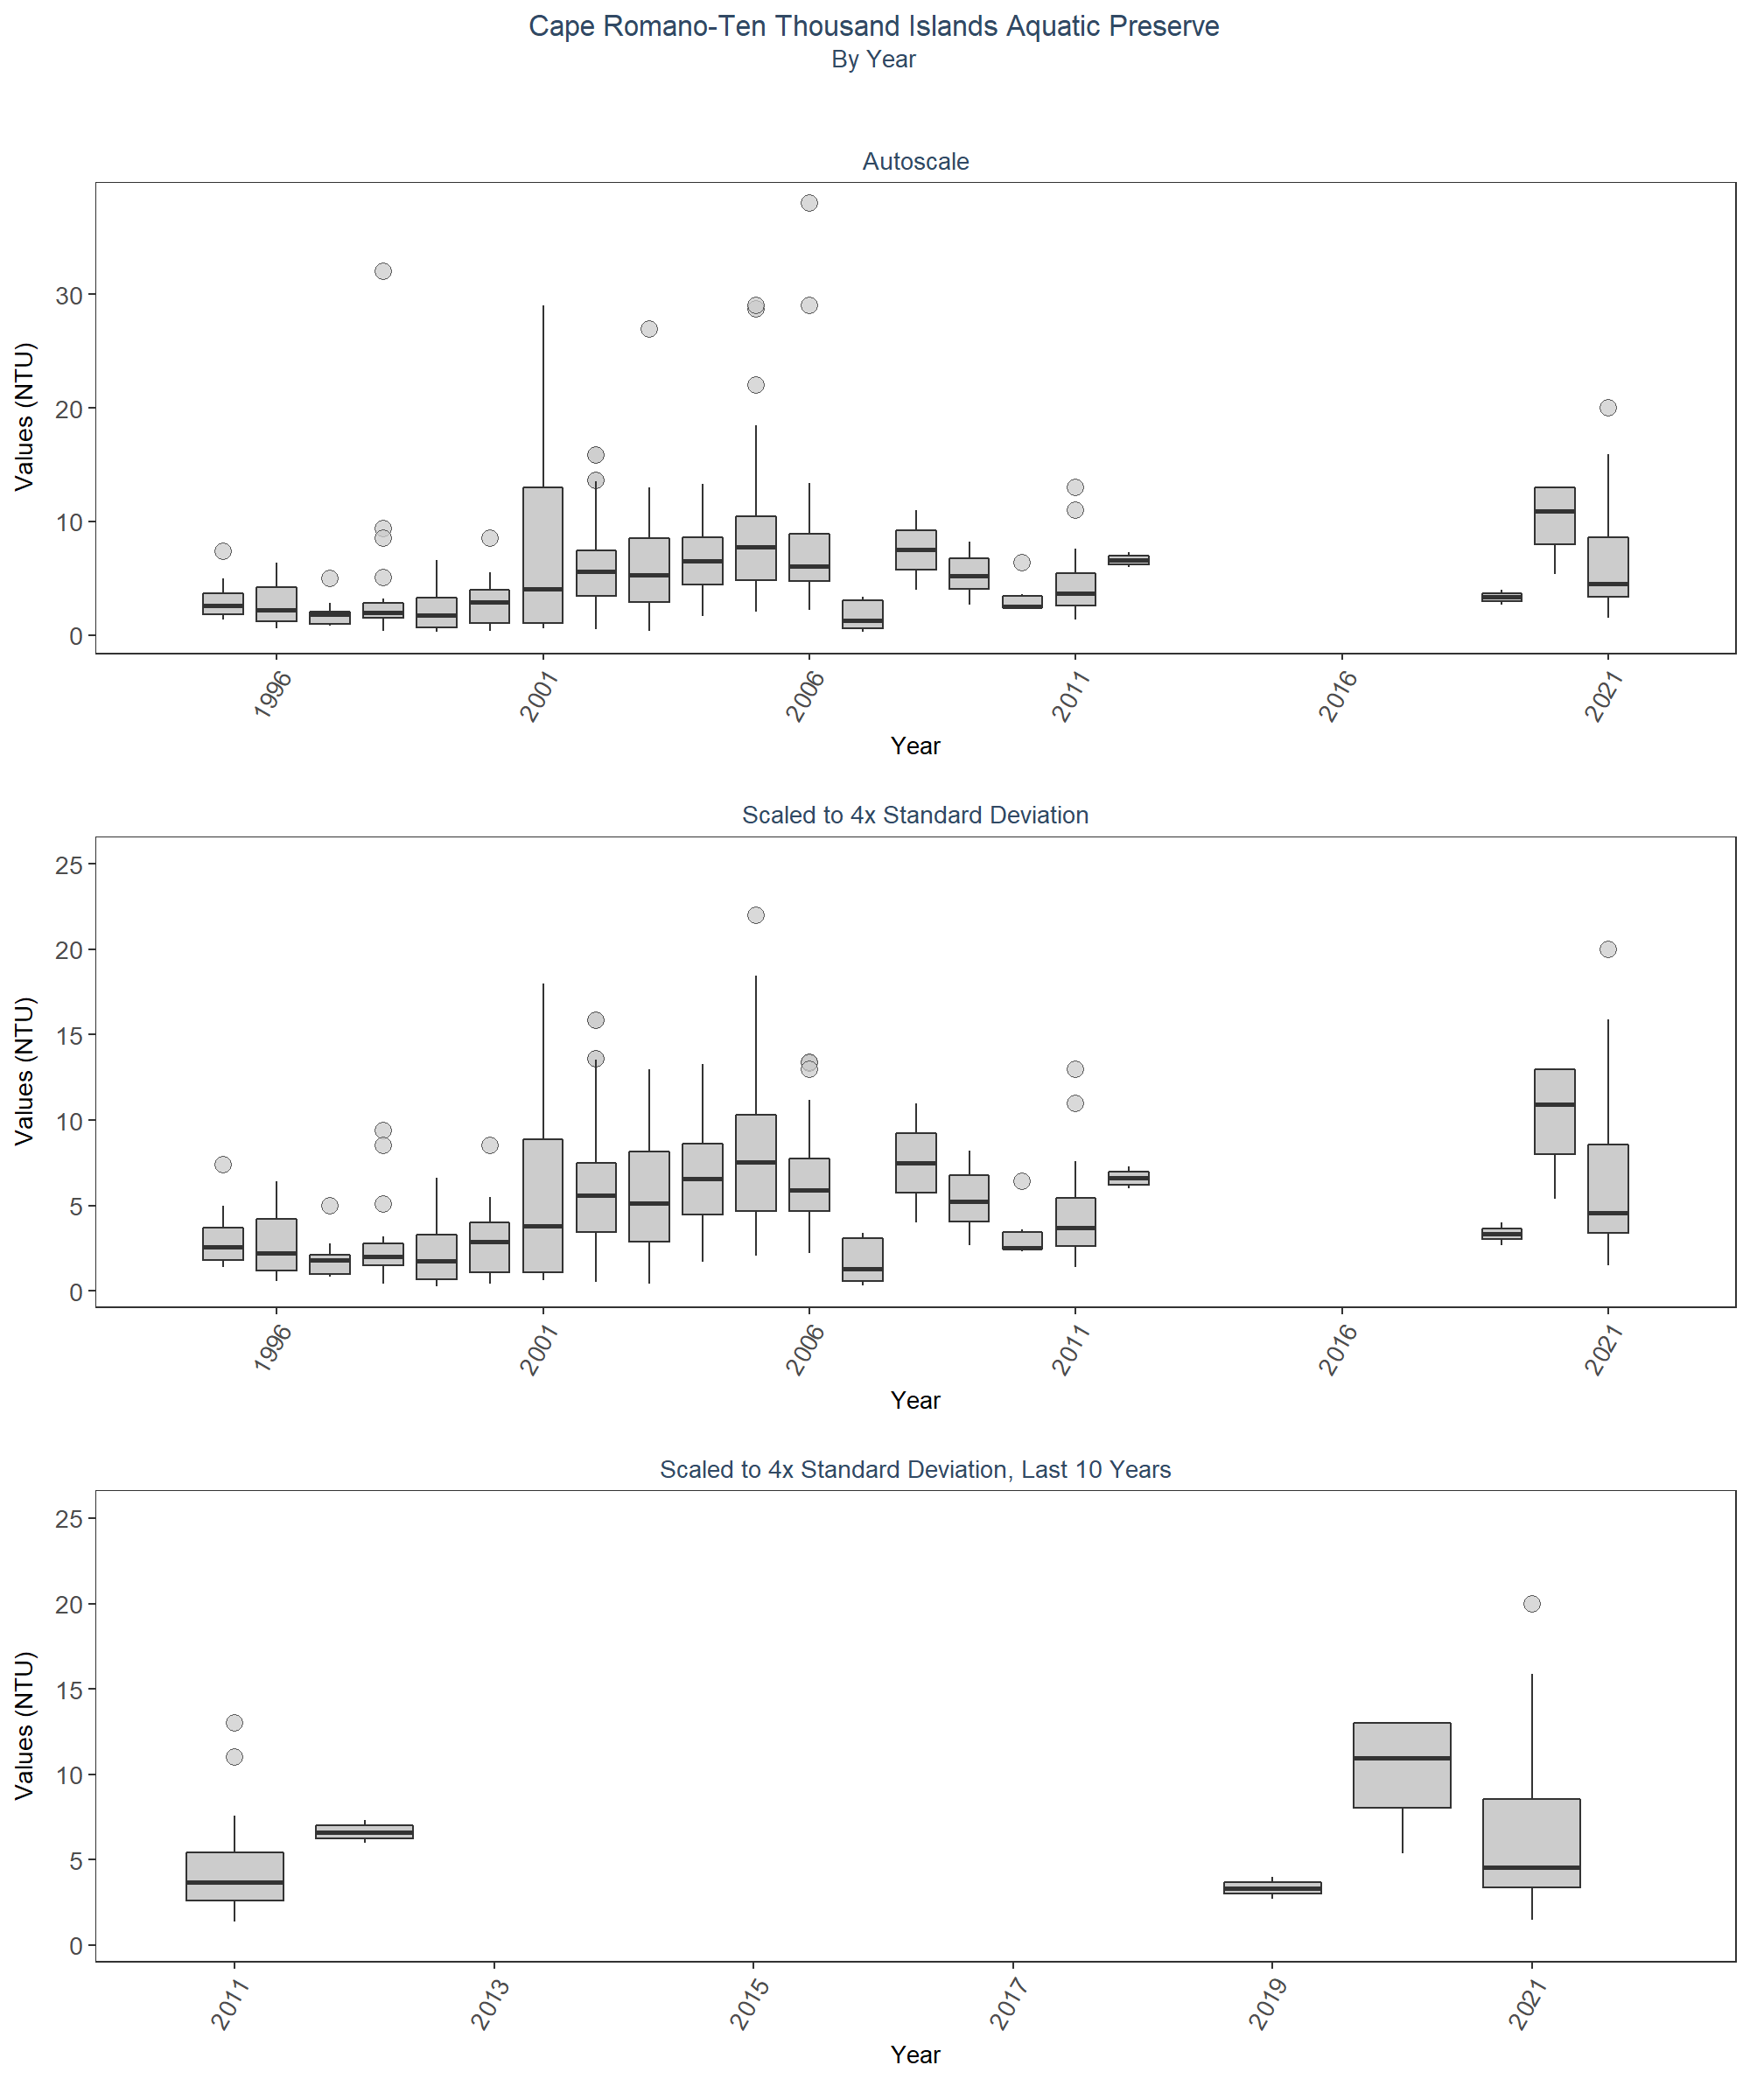 Cape Romano-Ten Thousand Islands Aquatic Preserve
By Year
Autoscale
Values (NTU)
30
20
10
0
1996 2001 2006 2011 2016 2021
Year
Scaled to 4x Standard Deviation
Values (NTU)
25
20
15
10
5
0
1996 2001 2006 2011 2016 2021
Year
Scaled to 4x Standard Deviation, Last 10 Years
Values (NTU)
25
20
15
10
5
0
2011 2013 2015 2017 2019 2021
Year